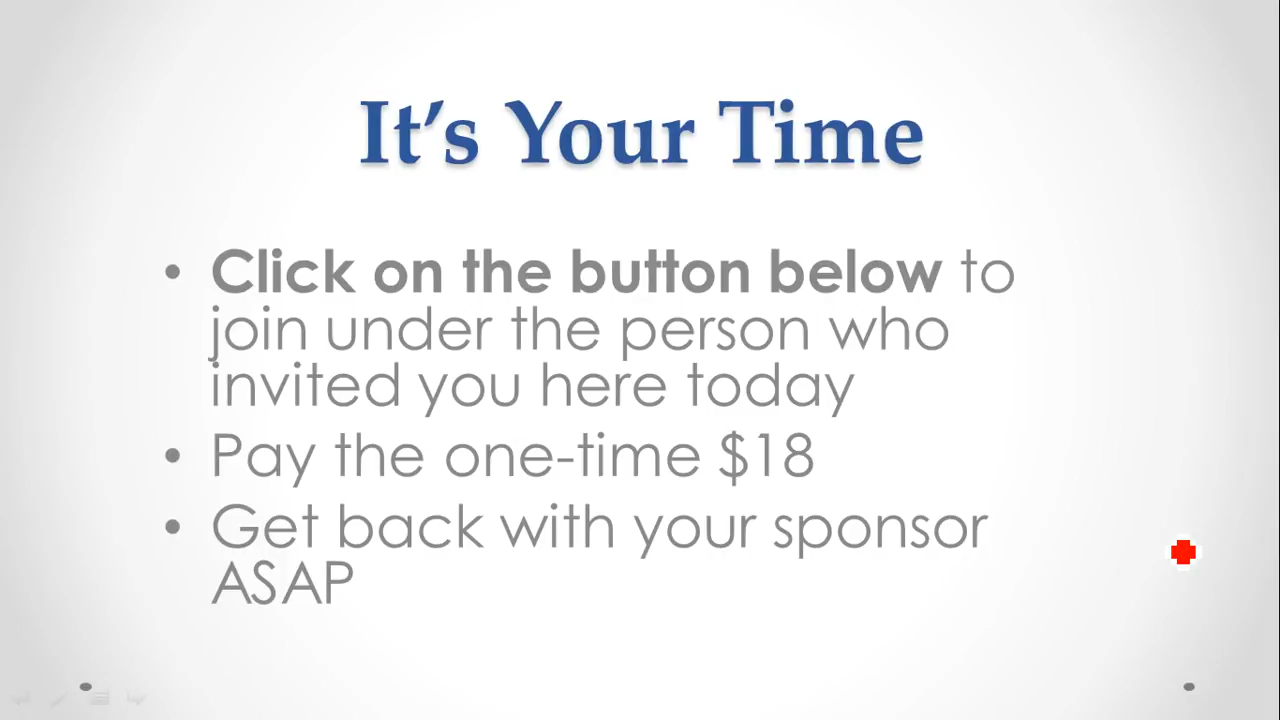 It’s Your Time
• Click on the button below to
join under the person who
invited you here today
• Pay the one-time $18
• Get back with your sponsor
ASAP